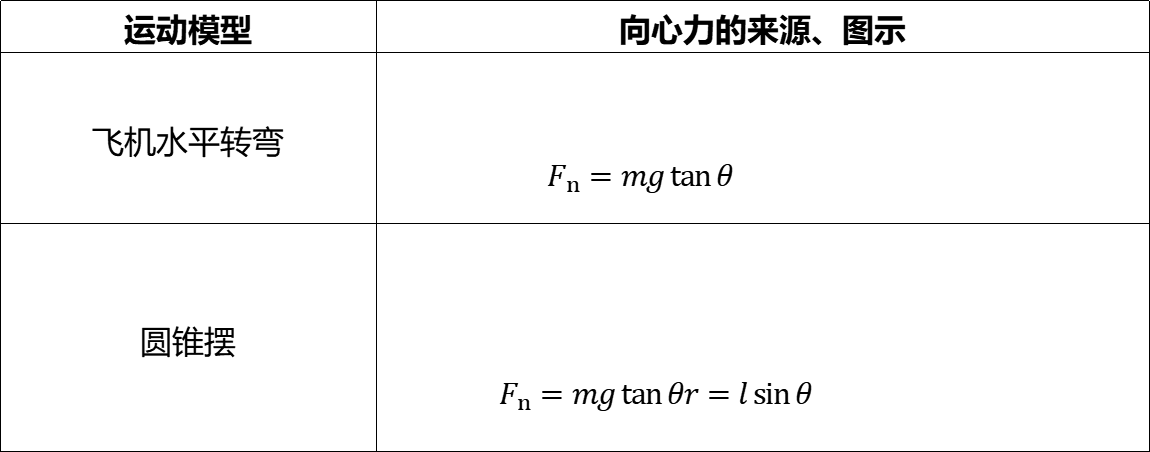 运动模型
向心力的来源、图示
飞机水平转弯
Fₙ = mg tan θ
圆锥摆
Fₙ = mg tan θr = l sin θ